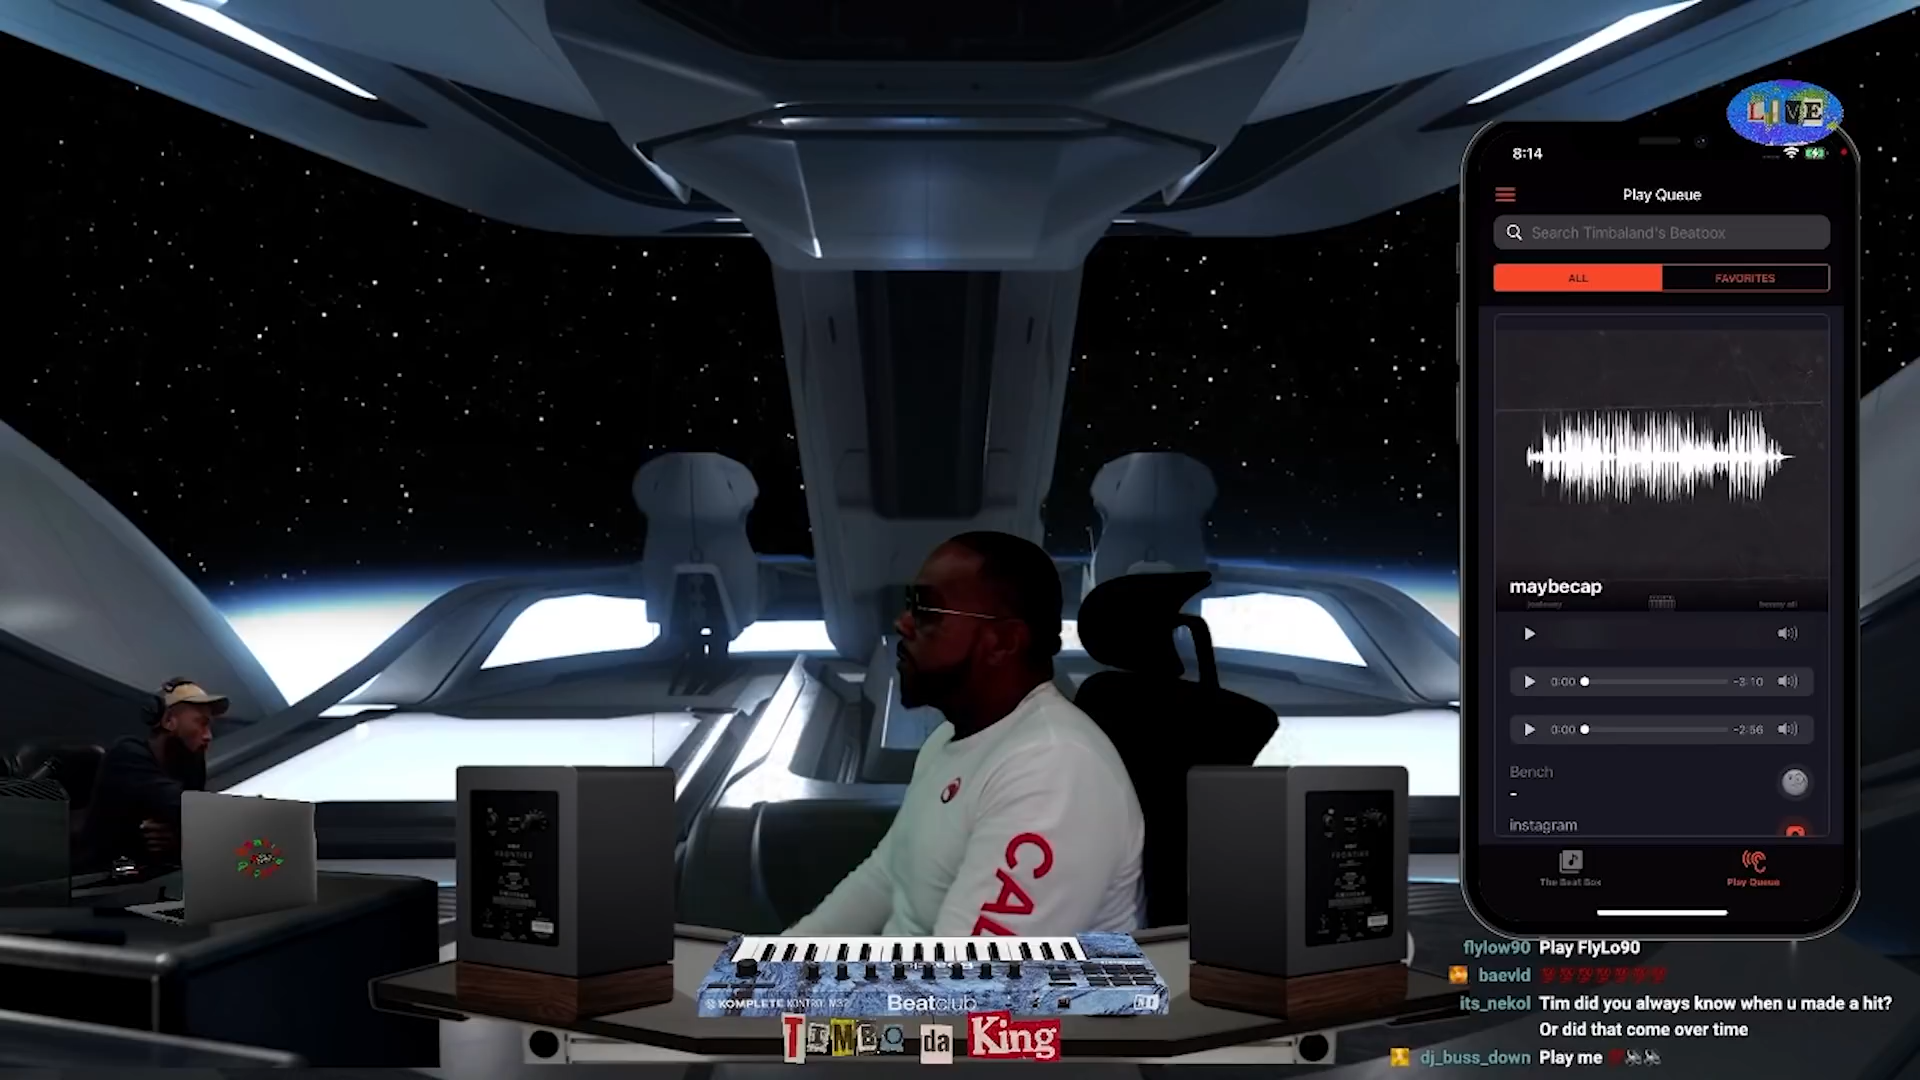 LIVE
8:14
Play Queue
Search Timbaland's Beatbox
ALL
FAVORITES
maybecap
0:00
-3:10
0:00
-2:56
Bench
-
instagram
The Beat Box
Play Queue
CAL
KOMPLETE KONTROL M32
Beatclub
TIMBO da King
flylow90 Play FlyLo90
baevld
its_nekol Tim did you always know when u made a hit?
Or did that come over time
dj_buss_down Play me